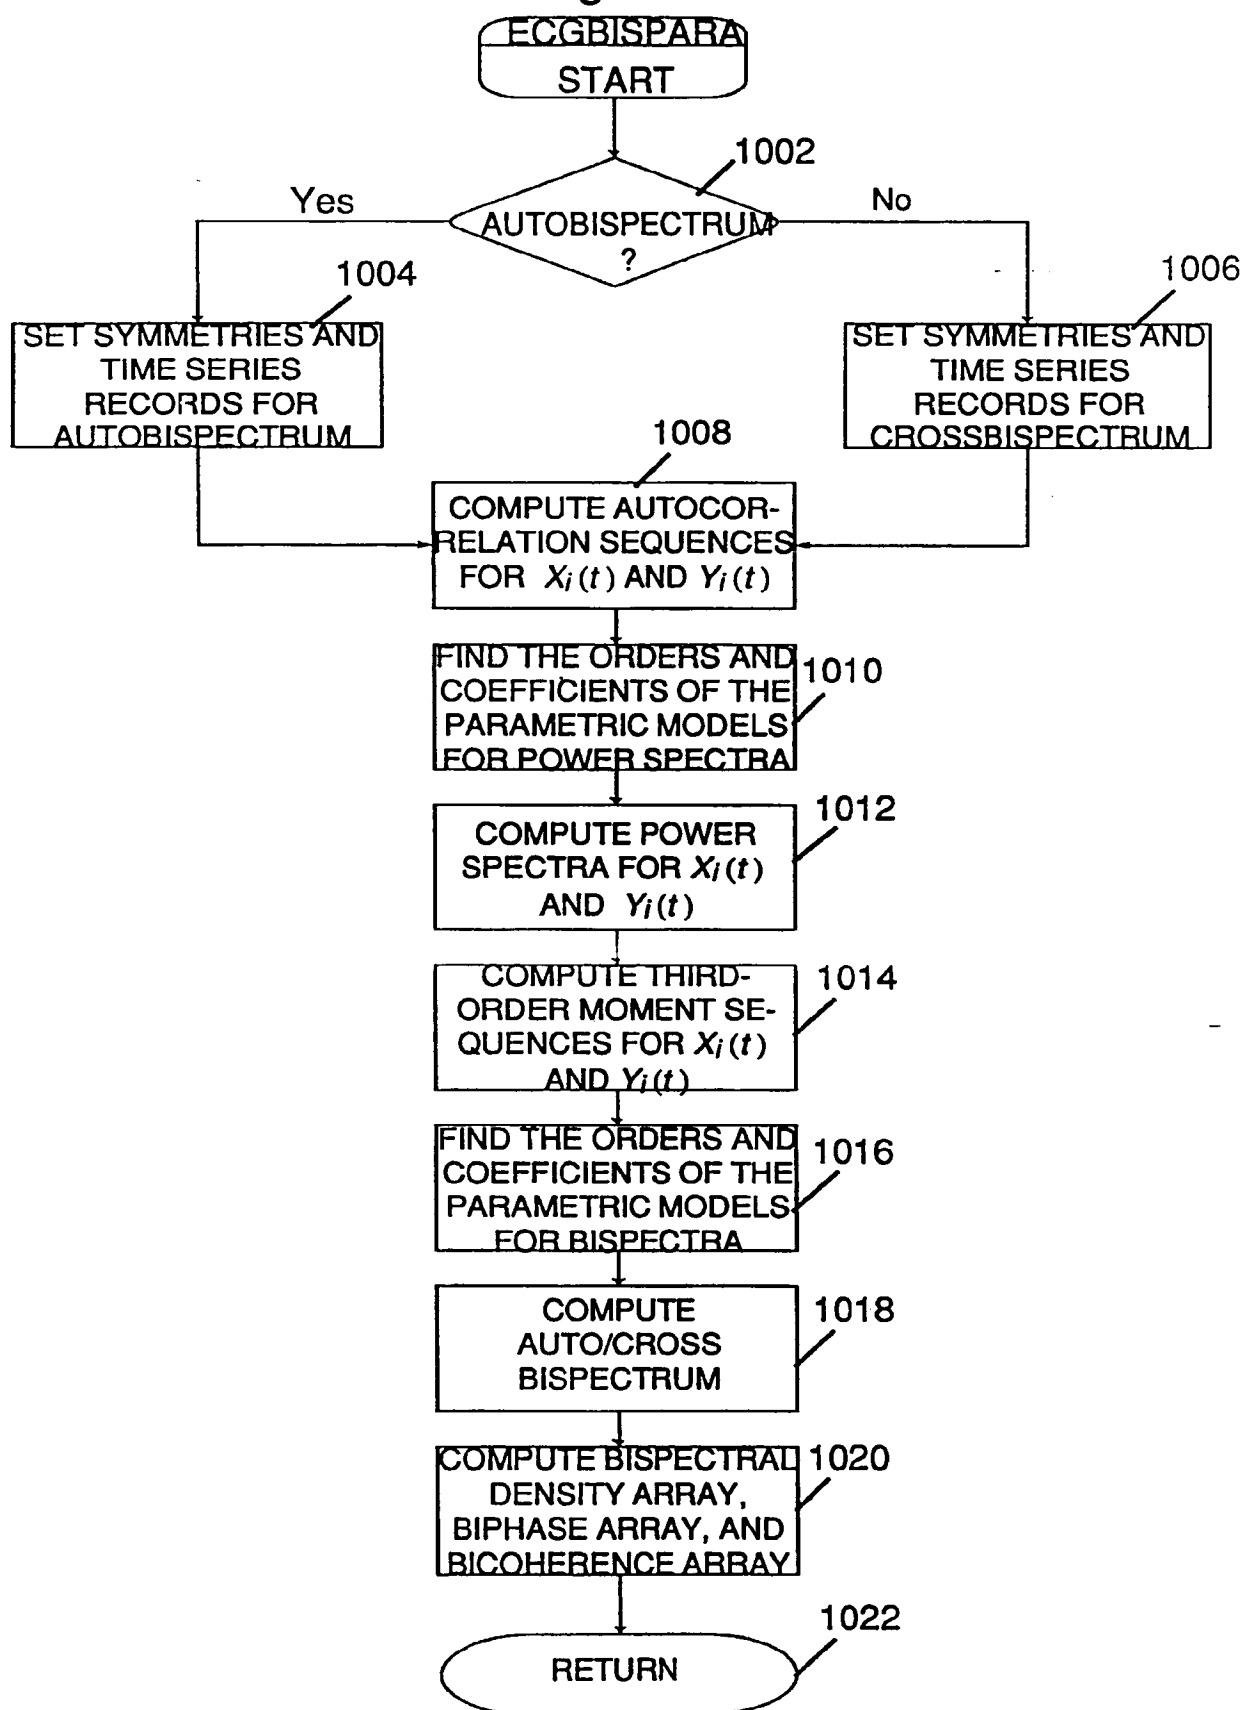 ECGBISPARA
START
1002
Yes
No
AUTOBISPECTRUM
?
1004
1006
SET SYMMETRIES AND
TIME SERIES
RECORDS FOR
AUTOBISPECTRUM
SET SYMMETRIES AND
TIME SERIES
RECORDS FOR
CROSSBISPECTRUM
1008
COMPUTE AUTOCOR-
RELATION SEQUENCES
FOR Xi(t) AND Yi(t)
FIND THE ORDERS AND
COEFFICIENTS OF THE
PARAMETRIC MODELS
FOR POWER SPECTRA
1010
COMPUTE POWER
SPECTRA FOR Xi(t)
AND Yi(t)
1012
COMPUTE THIRD-
ORDER MOMENT SE-
QUENCES FOR Xi(t)
AND Yi(t)
1014
FIND THE ORDERS AND
COEFFICIENTS OF THE
PARAMETRIC MODELS
FOR BISPECTRA
1016
COMPUTE
AUTO/CROSS
BISPECTRUM
1018
COMPUTE BISPECTRAL
DENSITY ARRAY,
BIPHASE ARRAY, AND
BICOHERENCE ARRAY
1020
1022
RETURN